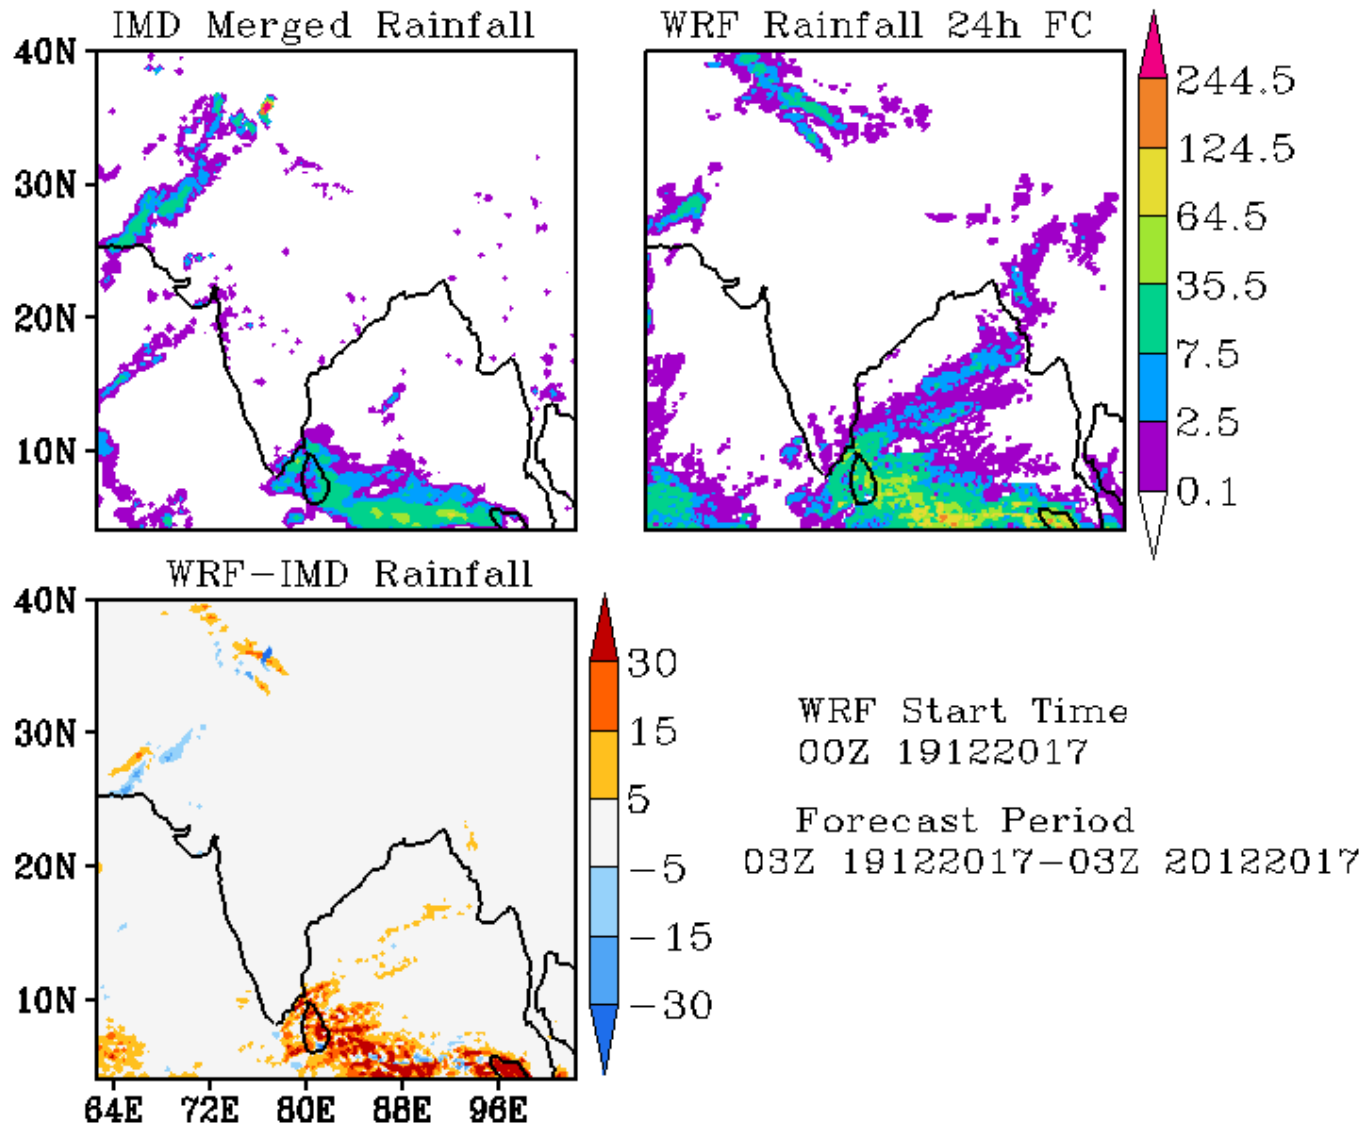 IMD Merged Rainfall
WRF Rainfall 24h FC
40N
30N
20N
10N
244.5
124.5
64.5
35.5
7.5
2.5
0.1
WRF-IMD Rainfall
40N
30N
20N
10N
64E 72E 80E 88E 96E
30
15
5
-5
-15
-30
WRF Start Time
00Z 19122017
Forecast Period
03Z 19122017-03Z 20122017